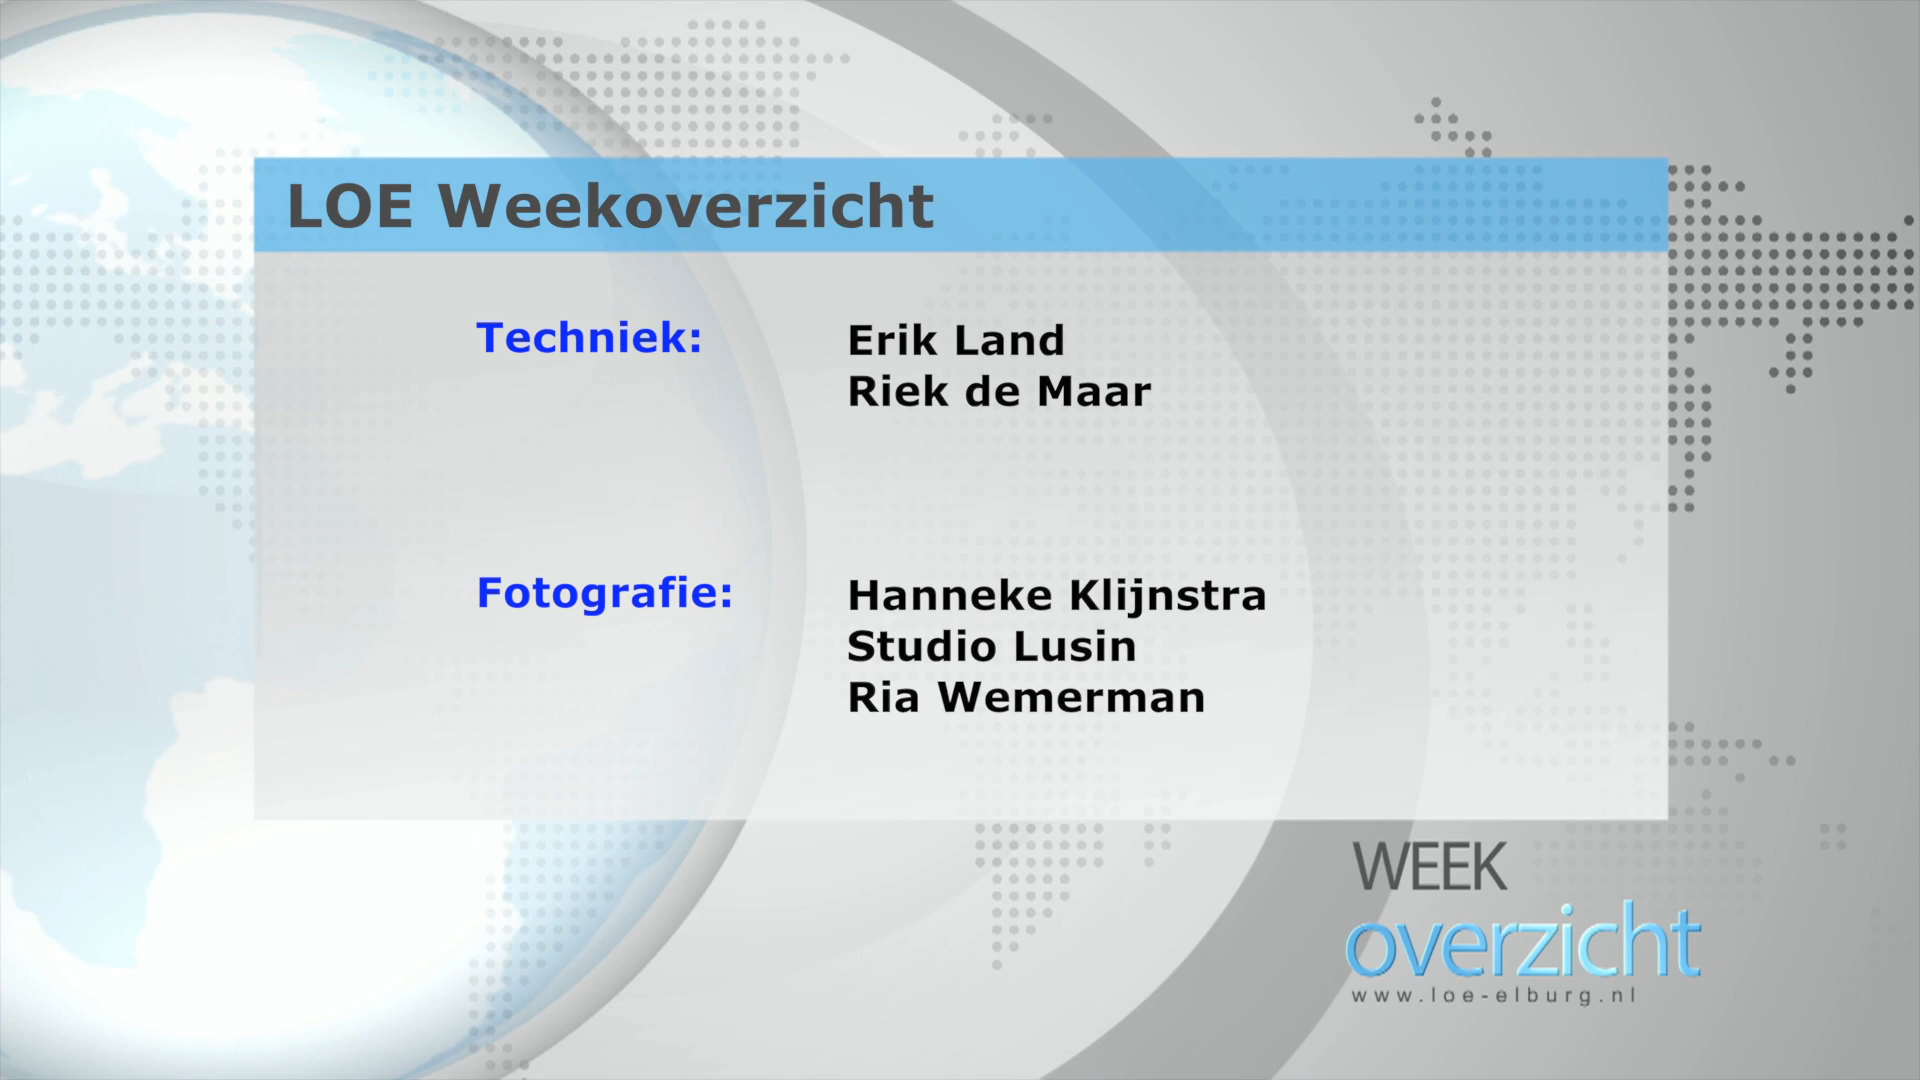 LOE Weekoverzicht
Techniek:
Erik Land
Riek de Maar
Fotografie:
Hanneke Klijnstra
Studio Lusin
Ria Wemerman
WEEK
overzicht
www.loe-elburg.nl